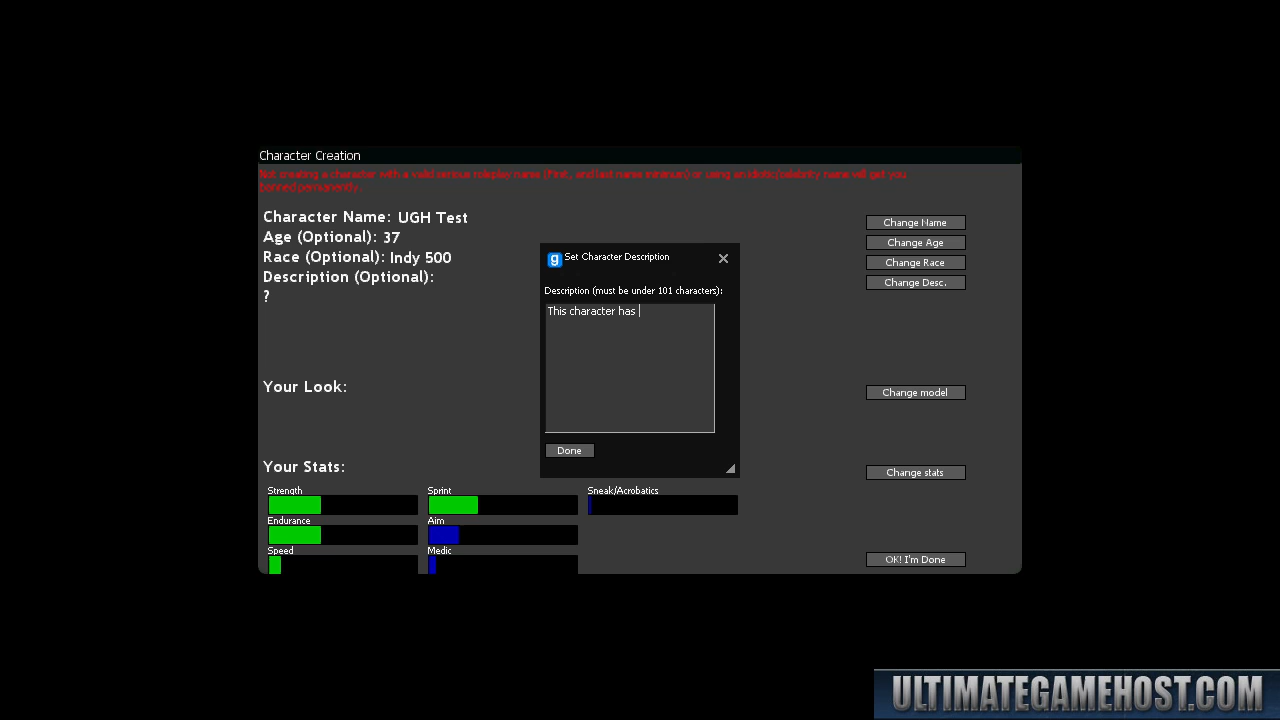 Character Creation
Not creating a character with a valid serious roleplay name (First, and last name minimum) or using an idiotic/celebrity name will get you
banned permanently.
Character Name: UGH Test
Age (Optional): 37
Race (Optional): Indy 500
Description (Optional):
?
Change Name
Change Age
Change Race
Change Desc.
g Set Character Description
Description (must be under 101 characters):
This character has
Done
Your Look:
Change model
Your Stats:
Change stats
Strength
Sprint
Sneak/Acrobatics
Endurance
Aim
Speed
Medic
OK! I'm Done
ULTIMATEGAMEHOST.COM